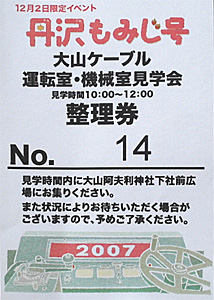 12月2日限定イベント
丹沢もみじ号
大山ケーブル
運転室・機械室見学会
見学時間10:00～12:00
整理券
No. 14
見学時間内に大山阿夫利神社下社前広
場にお集りください。
また状況によりお待ちいただく場合が
ございますので、予めご了承ください。
2007